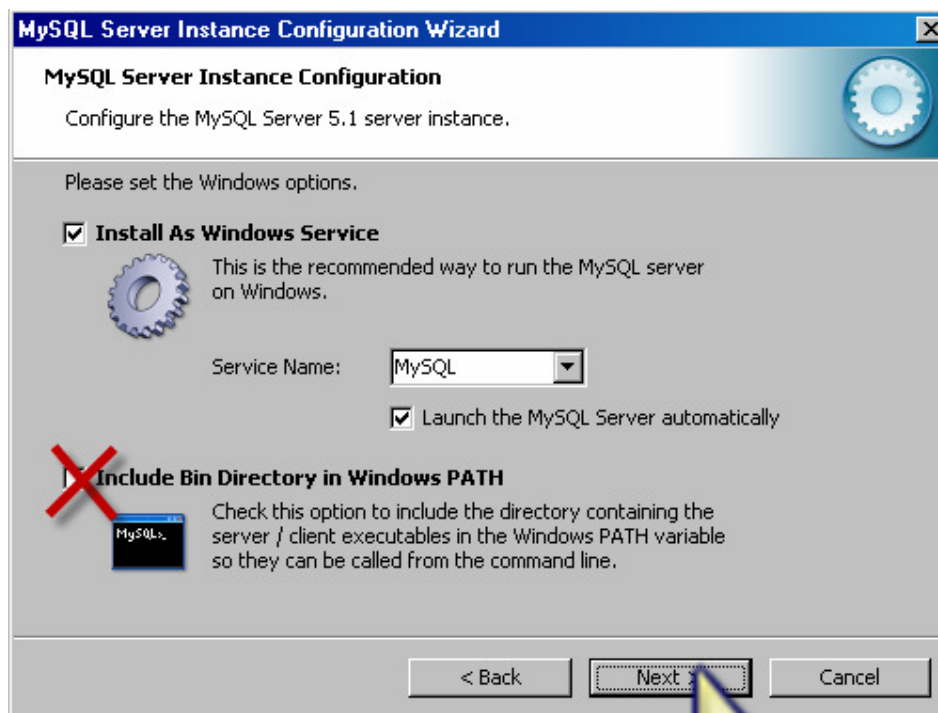 MySQL Server Instance Configuration Wizard
MySQL Server Instance Configuration
Configure the MySQL Server 5.1 server instance.
Please set the Windows options.
Install As Windows Service
This is the recommended way to run the MySQL server
on Windows.
Service Name: MySQL
Launch the MySQL Server automatically
Include Bin Directory in Windows PATH
Check this option to include the directory containing the
server / client executables in the Windows PATH variable
so they can be called from the command line.
MySQL>_
< Back Next > Cancel